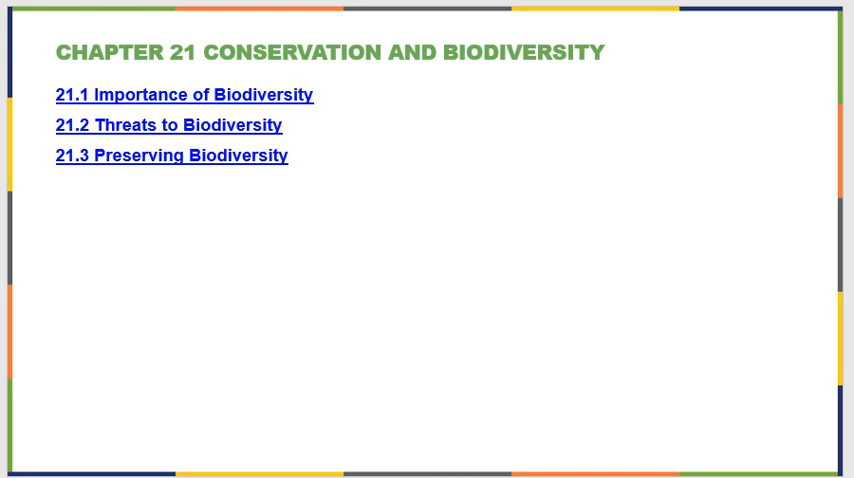 CHAPTER 21 CONSERVATION AND BIODIVERSITY
21.1 Importance of Biodiversity
21.2 Threats to Biodiversity
21.3 Preserving Biodiversity